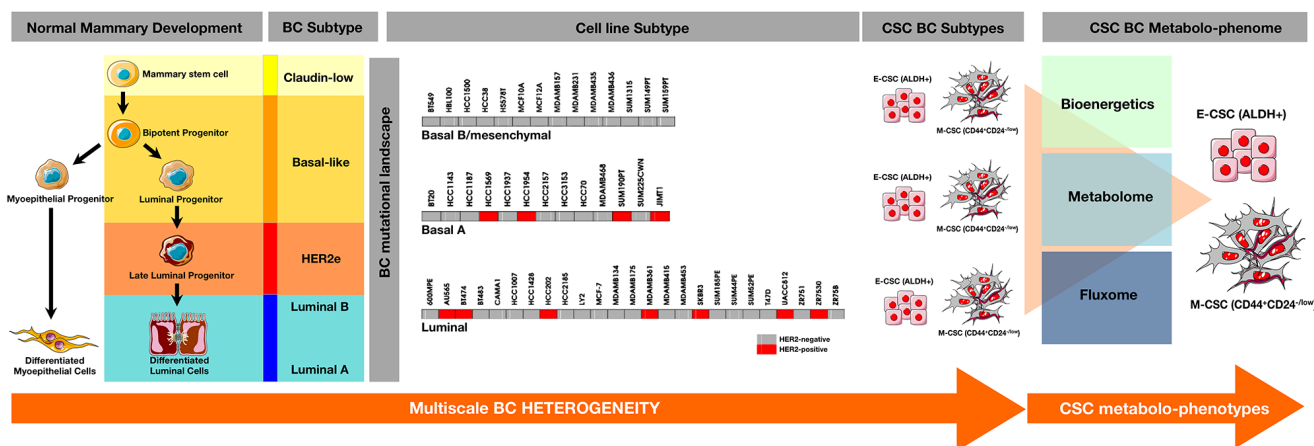 Normal Mammary Development
BC Subtype
Cell line Subtype
CSC BC Subtypes
CSC BC Metabolo-phenome
Mammary stem cell
Bipotent Progenitor
Myoepithelial Progenitor
Luminal Progenitor
Late Luminal Progenitor
Differentiated
Myoepithelial Cells
Differentiated
Luminal Cells
Claudin-low
Basal-like
HER2e
Luminal B
Luminal A
BC mutational landscape
BT549
HBL100
HCC1500
HCC38
HS578T
MCF10A
MCF12A
MDAMB157
MDAMB231
MDAMB435
MDAMB436
SUM1315
SUM149PT
SUM159PT
Basal B/mesenchymal
BT20
HCC1143
HCC1187
HCC1569
HCC1937
HCC1954
HCC2157
HCC3153
HCC70
MDAMB468
SUM190PT
SUM225CWN
JIMT1
Basal A
600MPE
AU565
BT474
BT483
CAMA1
HCC1007
HCC1428
HCC202
HCC2185
LY2
MCF-7
MDAMB134
MDAMB175
MDAMB361
MDAMB415
MDAMB453
SKBR3
SUM185PE
SUM44PE
SUM52PE
T47D
UACC812
ZR751
ZR7530
ZR75B
Luminal
HER2-negative
HER2-positive
E-CSC (ALDH+)
M-CSC (CD44+CD24-/low)
E-CSC (ALDH+)
M-CSC (CD44+CD24-/low)
E-CSC (ALDH+)
M-CSC (CD44+CD24-/low)
Bioenergetics
Metabolome
Fluxome
E-CSC (ALDH+)
M-CSC (CD44+CD24-/low)
Multiscale BC HETEROGENEITY
CSC metabolo-phenotypes